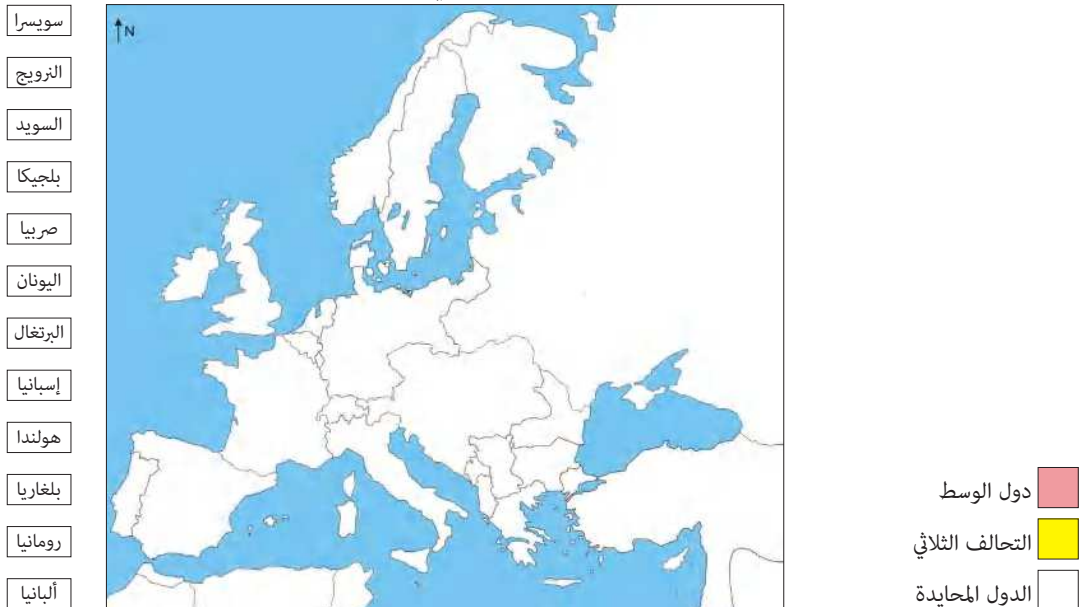 سويسرا
النرويج
السويد
بلجيكا
صربيا
اليونان
البرتغال
إسبانيا
هولندا
بلغاريا
رومانيا
ألبانيا
N
دول الوسط
التحالف الثلاثي
الدول المحايدة